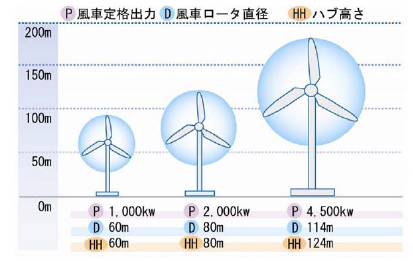 P 風車定格出力 D 風車ロータ直径 HH ハブ高さ
200m
150m
100m
50m
0m
P 1,000kw P 2,000kw P 4,500kw
D 60m D 80m D 114m
HH 60m HH 80m HH 124m